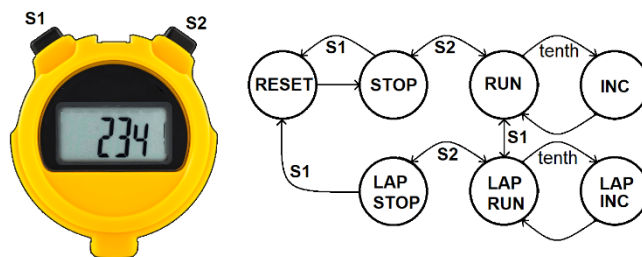 S1
S2
234
S1
S2
tenth
RESET
STOP
RUN
INC
S1
S1
S2
tenth
LAP
STOP
LAP
RUN
LAP
INC